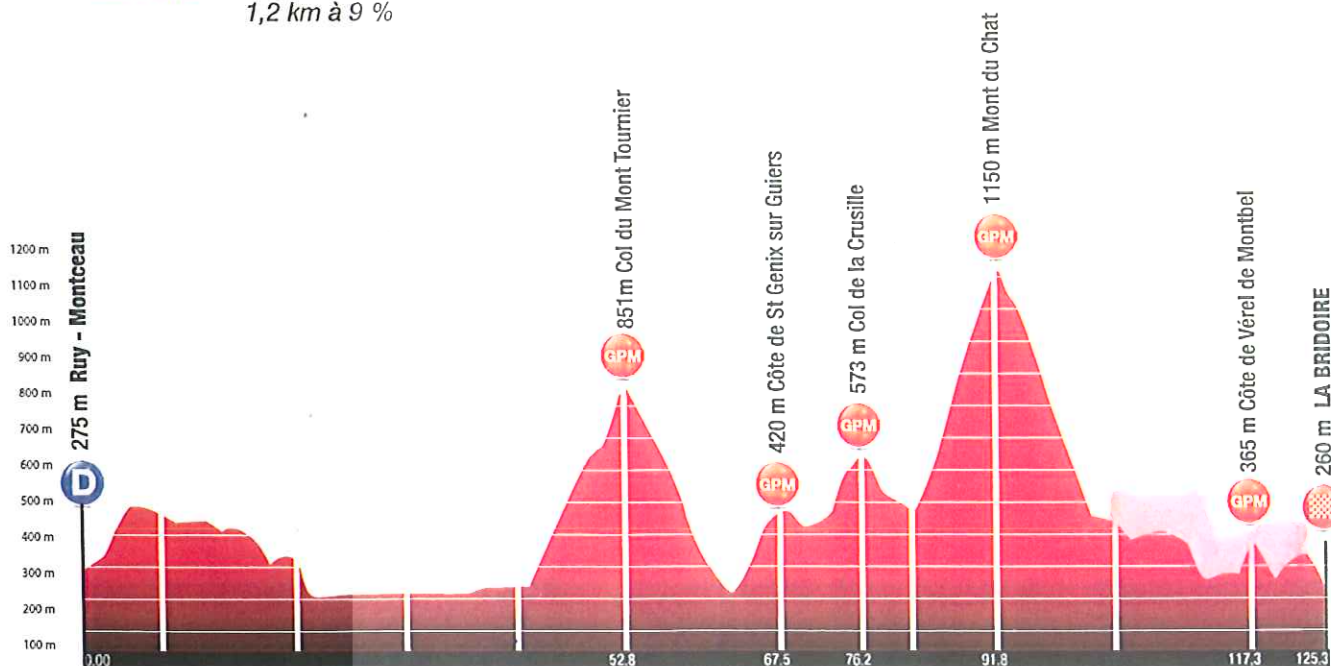 1,2 km à 9 %
1200 m
1100 m
1000 m
900 m
800 m
700 m
600 m
500 m
400 m
300 m
200 m
100 m
D
275 m Ruy - Montceau
GPM
851m Col du Mont Tournier
GPM
420 m Côte de St Genix sur Guiers
GPM
573 m Col de la Crusille
GPM
1150 m Mont du Chat
GPM
365 m Côte de Vérel de Montbel
260 m LA BRIDOIRE
0.00
52.8
67.5
76.2
91.8
117.3
125.3